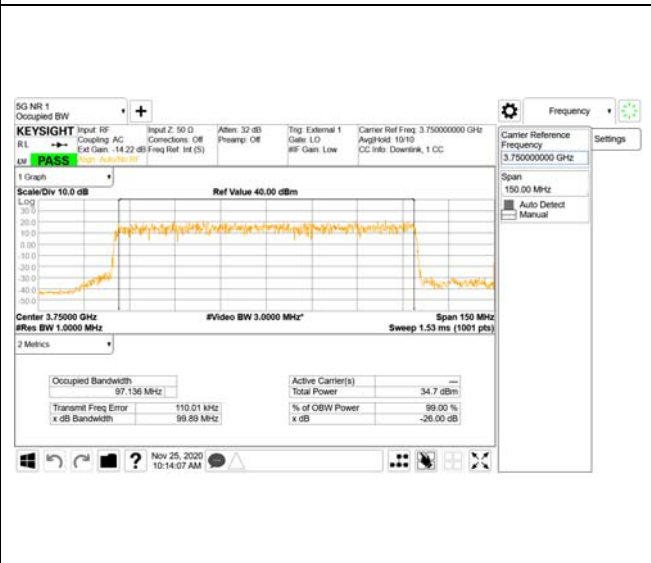 5G NR 1
Occupied BW
Frequency
KEYSIGHT
RL
PASS
Input: RF
Coupling: AC
Ext Gain: -14.22 dB
Align: Auto/No RF
Input Z: 50 Ω
Corrections: Off
Freq Ref: Int (S)
Atten: 32 dB
Preamp: Off
Trig: External 1
Gate: LO
#IF Gain: Low
Carrier Ref Freq: 3.750000000 GHz
Avg|Hold: 10/10
CC Info: Downlink, 1 CC
Carrier Reference
Frequency
3.750000000 GHz
Settings
Span
150.00 MHz
Auto Detect
Manual
1 Graph
Scale/Div 10.0 dB
Ref Value 40.00 dBm
Log
30.0
20.0
10.0
0.00
-10.0
-20.0
-30.0
-40.0
-50.0
Center 3.75000 GHz
#Video BW 3.0000 MHz*
Span 150 MHz
#Res BW 1.0000 MHz
Sweep 1.53 ms (1001 pts)
2 Metrics
Occupied Bandwidth
97.136 MHz
Active Carrier(s)
---
Total Power
34.7 dBm
Transmit Freq Error
110.01 kHz
% of OBW Power
99.00 %
x dB Bandwidth
99.89 MHz
x dB
-26.00 dB
?
Nov 25, 2020
10:14:07 AM